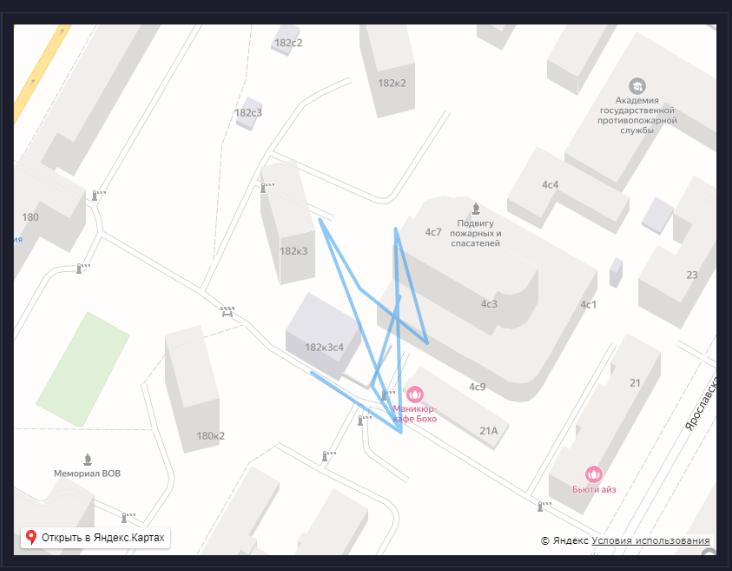 182с2
182к2
182с3
Академия
государственной
противопожарной
службы
4с4
180
ия
182к3
4с7
Подвигу
пожарных и
спасателей
23
4с3
4с1
182к3с4
21
4с9
Маникюр-
кафе Бохо
21А
180к2
Мемориал ВОВ
Бьюти айз
Открыть в Яндекс.Картах
© Яндекс Условия использования